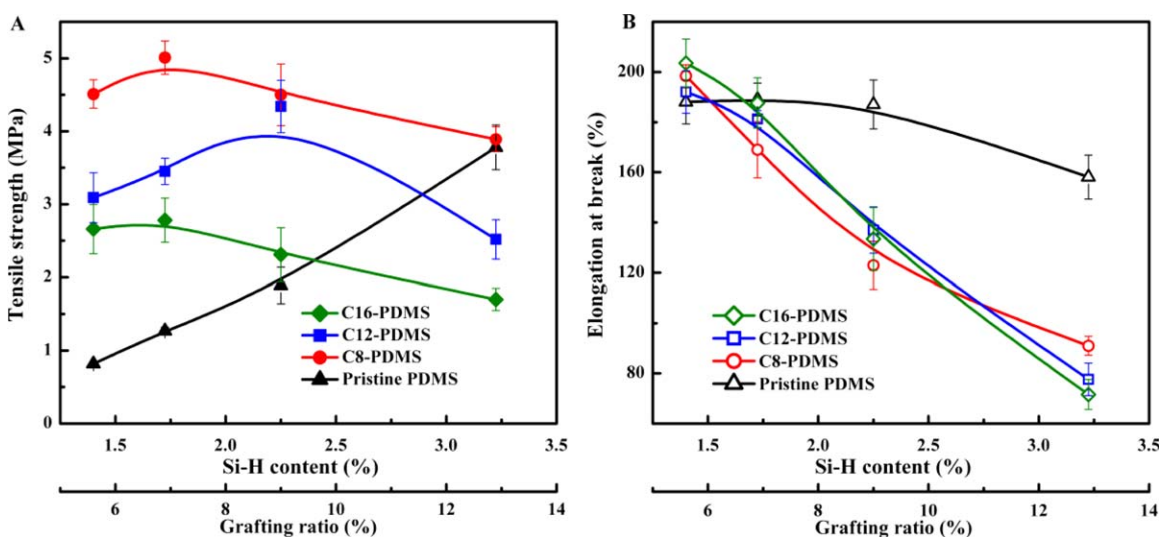 A
Tensile strength (MPa)
5
4
3
2
1
0
C16-PDMS
C12-PDMS
C8-PDMS
Pristine PDMS
1.5 2.0 2.5 3.0 3.5
Si-H content (%)
6 8 10 12 14
Grafting ratio (%)
B
Elongation at break (%)
200
160
120
80
C16-PDMS
C12-PDMS
C8-PDMS
Pristine PDMS
1.5 2.0 2.5 3.0 3.5
Si-H content (%)
6 8 10 12 14
Grafting ratio (%)